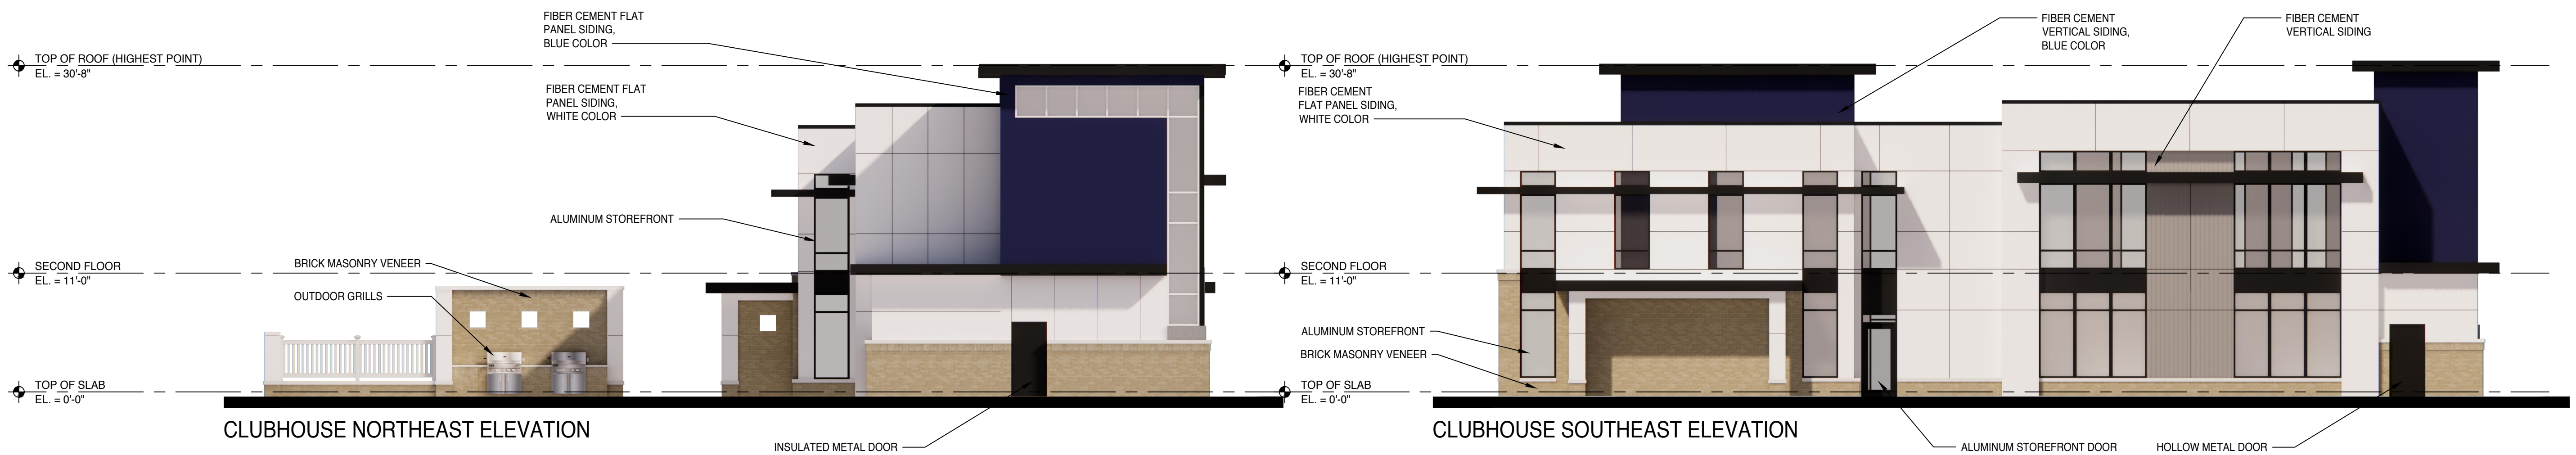 FIBER CEMENT FLAT
PANEL SIDING,
BLUE COLOR
TOP OF ROOF (HIGHEST POINT)
EL. = 30'-8"
FIBER CEMENT FLAT
PANEL SIDING,
WHITE COLOR
ALUMINUM STOREFRONT
BRICK MASONRY VENEER
SECOND FLOOR
EL. = 11'-0"
OUTDOOR GRILLS
TOP OF SLAB
EL. = 0'-0"
CLUBHOUSE NORTHEAST ELEVATION
INSULATED METAL DOOR
FIBER CEMENT
VERTICAL SIDING,
BLUE COLOR
FIBER CEMENT
VERTICAL SIDING
TOP OF ROOF (HIGHEST POINT)
EL. = 30'-8"
FIBER CEMENT
FLAT PANEL SIDING,
WHITE COLOR
SECOND FLOOR
EL. = 11'-0"
ALUMINUM STOREFRONT
BRICK MASONRY VENEER
TOP OF SLAB
EL. = 0'-0"
CLUBHOUSE SOUTHEAST ELEVATION
ALUMINUM STOREFRONT DOOR
HOLLOW METAL DOOR